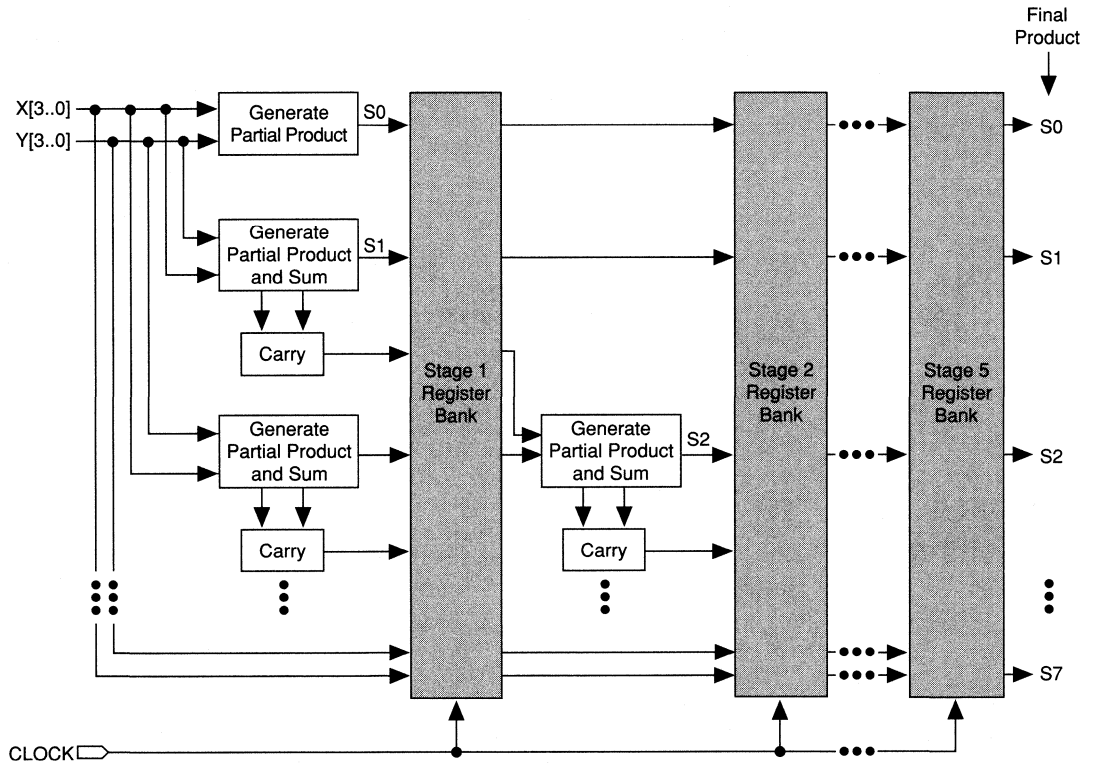 Final
Product
X[3..0]
Y[3..0]
Generate
Partial Product
S0
S0
Generate
Partial Product
and Sum
S1
S1
Carry
Stage 1
Register
Bank
Stage 2
Register
Bank
Stage 5
Register
Bank
Generate
Partial Product
and Sum
Generate
Partial Product
and Sum
S2
S2
Carry
Carry
S7
CLOCK